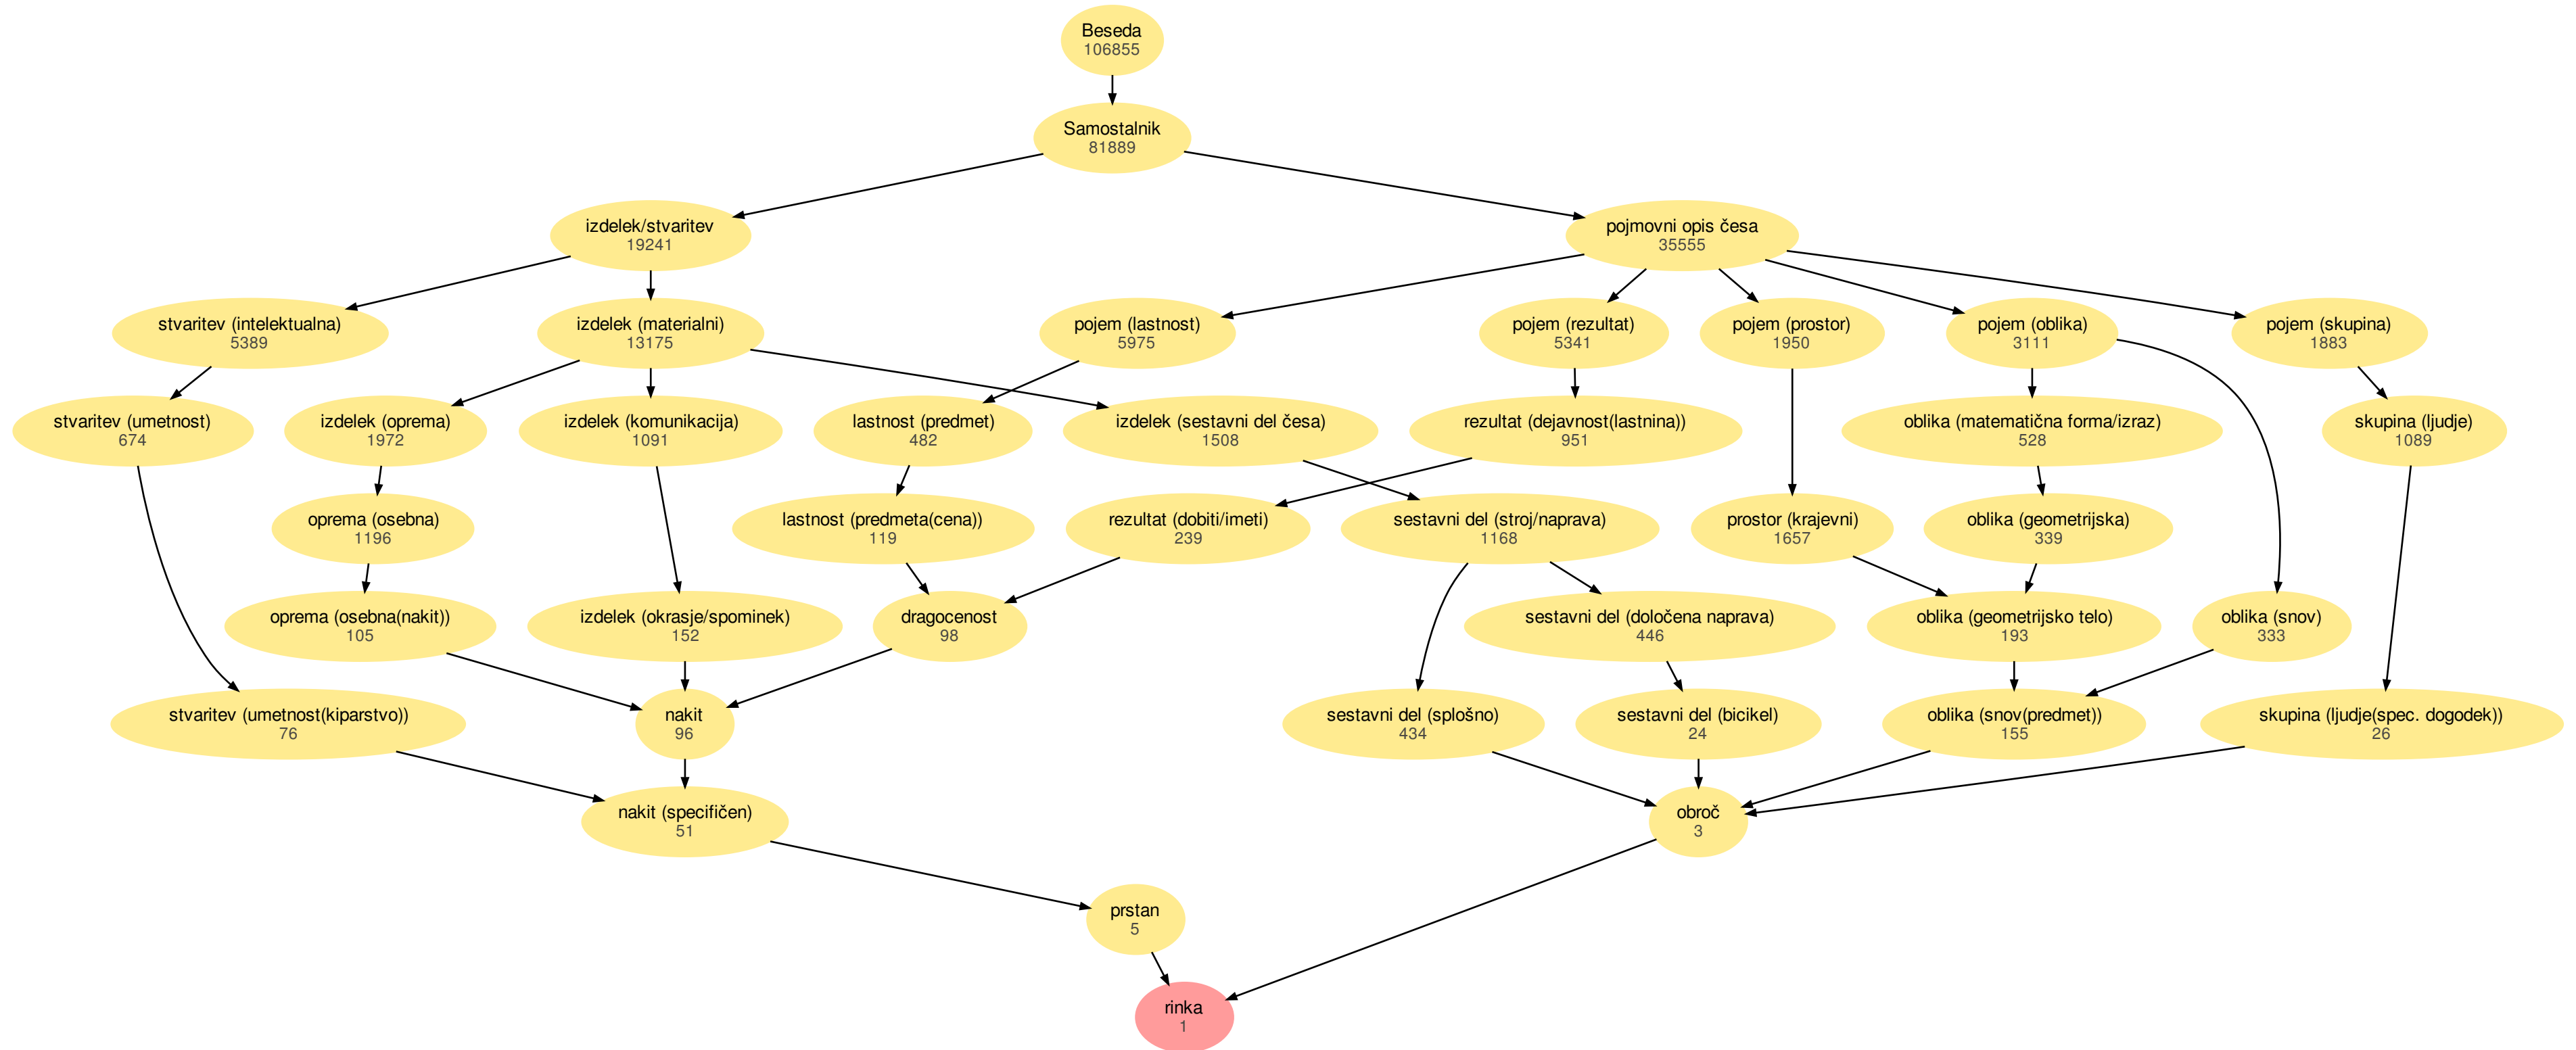 Beseda
106855
Samostalnik
81889
izdelek/stvaritev
19241
pojmovni opis česa
35555
stvaritev (intelektualna)
5389
izdelek (materialni)
13175
pojem (lastnost)
5975
pojem (rezultat)
5341
pojem (prostor)
1950
pojem (oblika)
3111
pojem (skupina)
1883
stvaritev (umetnost)
674
izdelek (oprema)
1972
izdelek (komunikacija)
1091
lastnost (predmet)
482
izdelek (sestavni del česa)
1508
rezultat (dejavnost(lastnina))
951
oblika (matematična forma/izraz)
528
skupina (ljudje)
1089
oprema (osebna)
1196
lastnost (predmeta(cena))
119
rezultat (dobiti/imeti)
239
sestavni del (stroj/naprava)
1168
prostor (krajevni)
1657
oblika (geometrijska)
339
oprema (osebna(nakit))
105
izdelek (okrasje/spominek)
152
dragocenost
98
sestavni del (določena naprava)
446
oblika (geometrijsko telo)
193
oblika (snov)
333
stvaritev (umetnost(kiparstvo))
76
nakit
96
sestavni del (splošno)
434
sestavni del (bicikel)
24
oblika (snov(predmet))
155
skupina (ljudje(spec. dogodek))
26
nakit (specifičen)
51
obroč
3
prstan
5
rinka
1